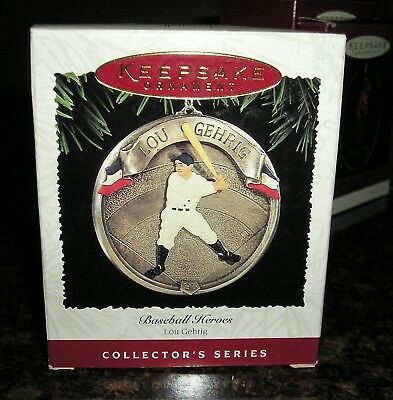 KEEPSAKE
ORNAMENT
LOU GEHRIG
Baseball Heroes
Lou Gehrig
COLLECTOR'S SERIES